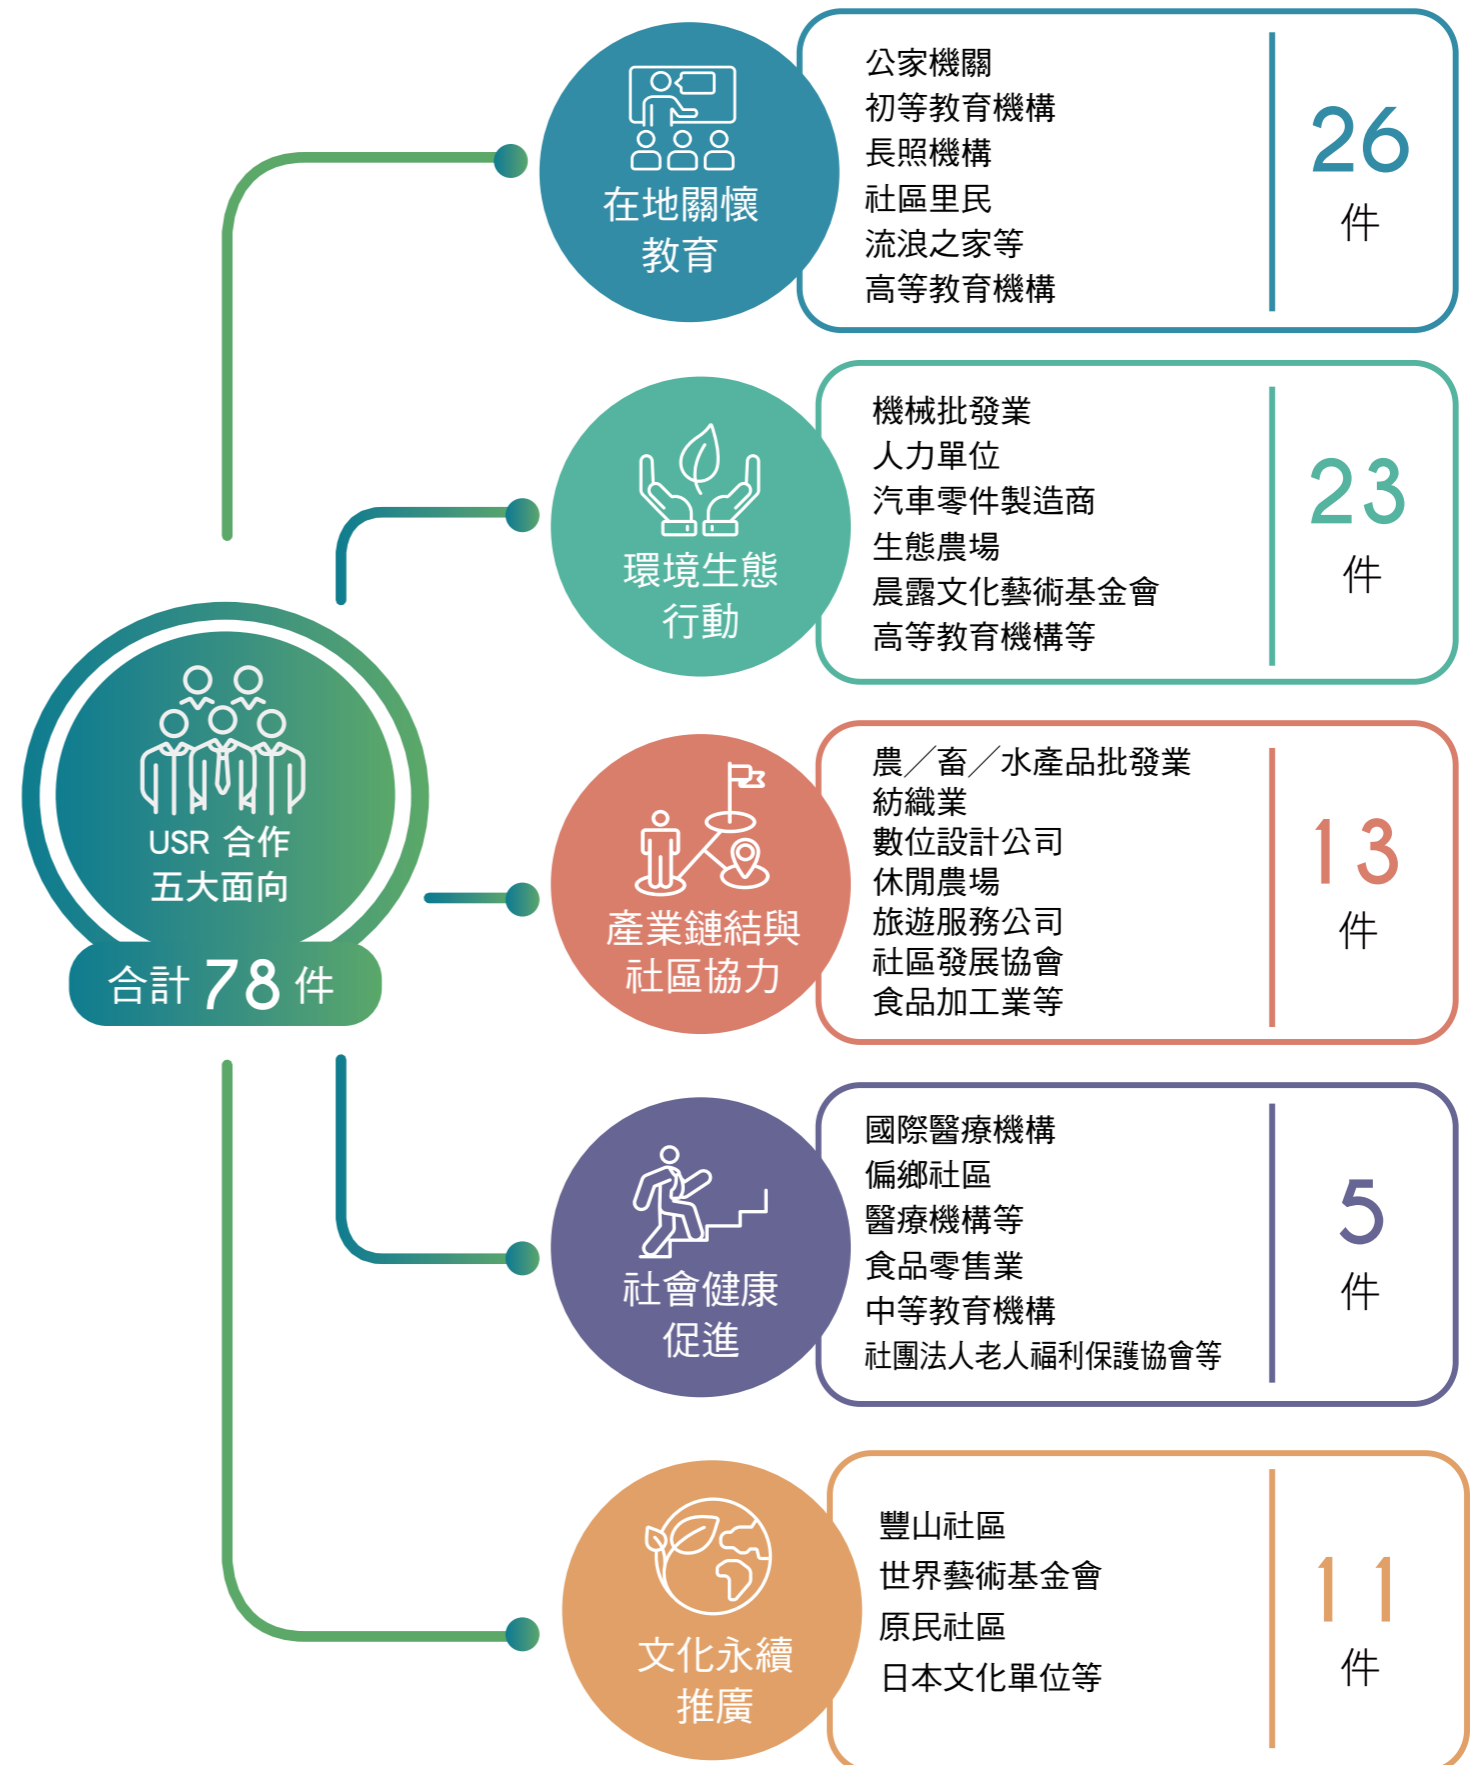 在地關懷
教育
公家機關
初等教育機構
長照機構
社區里民
流浪之家等
高等教育機構
26
件
環境生態
行動
機械批發業
人力單位
汽車零件製造商
生態農場
晨露文化藝術基金會
高等教育機構等
23
件
USR 合作
五大面向
合計 78 件
產業鏈結與
社區協力
農／畜／水產品批發業
紡織業
數位設計公司
休閒農場
旅遊服務公司
社區發展協會
食品加工業等
13
件
社會健康
促進
國際醫療機構
偏鄉社區
醫療機構等
食品零售業
中等教育機構
社團法人老人福利保護協會等
5
件
文化永續
推廣
豐山社區
世界藝術基金會
原民社區
日本文化單位等
11
件